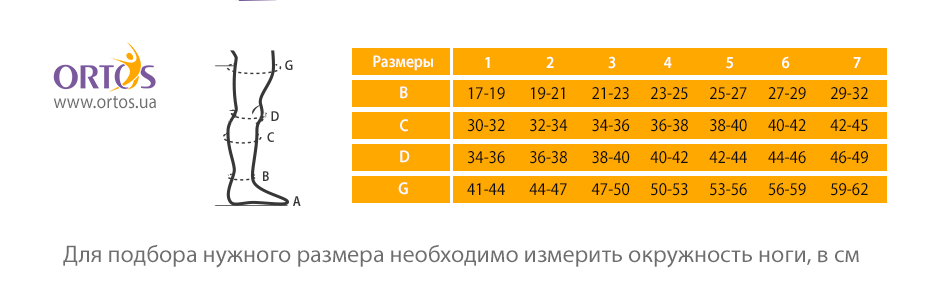 ORTOS
www.ortos.ua
G
D
C
B
A
Размеры 1 2 3 4 5 6 7
B 17-19 19-21 21-23 23-25 25-27 27-29 29-32
C 30-32 32-34 34-36 36-38 38-40 40-42 42-45
D 34-36 36-38 38-40 40-42 42-44 44-46 46-49
G 41-44 44-47 47-50 50-53 53-56 56-59 59-62
Для подбора нужного размера необходимо измерить окружность ноги, в см